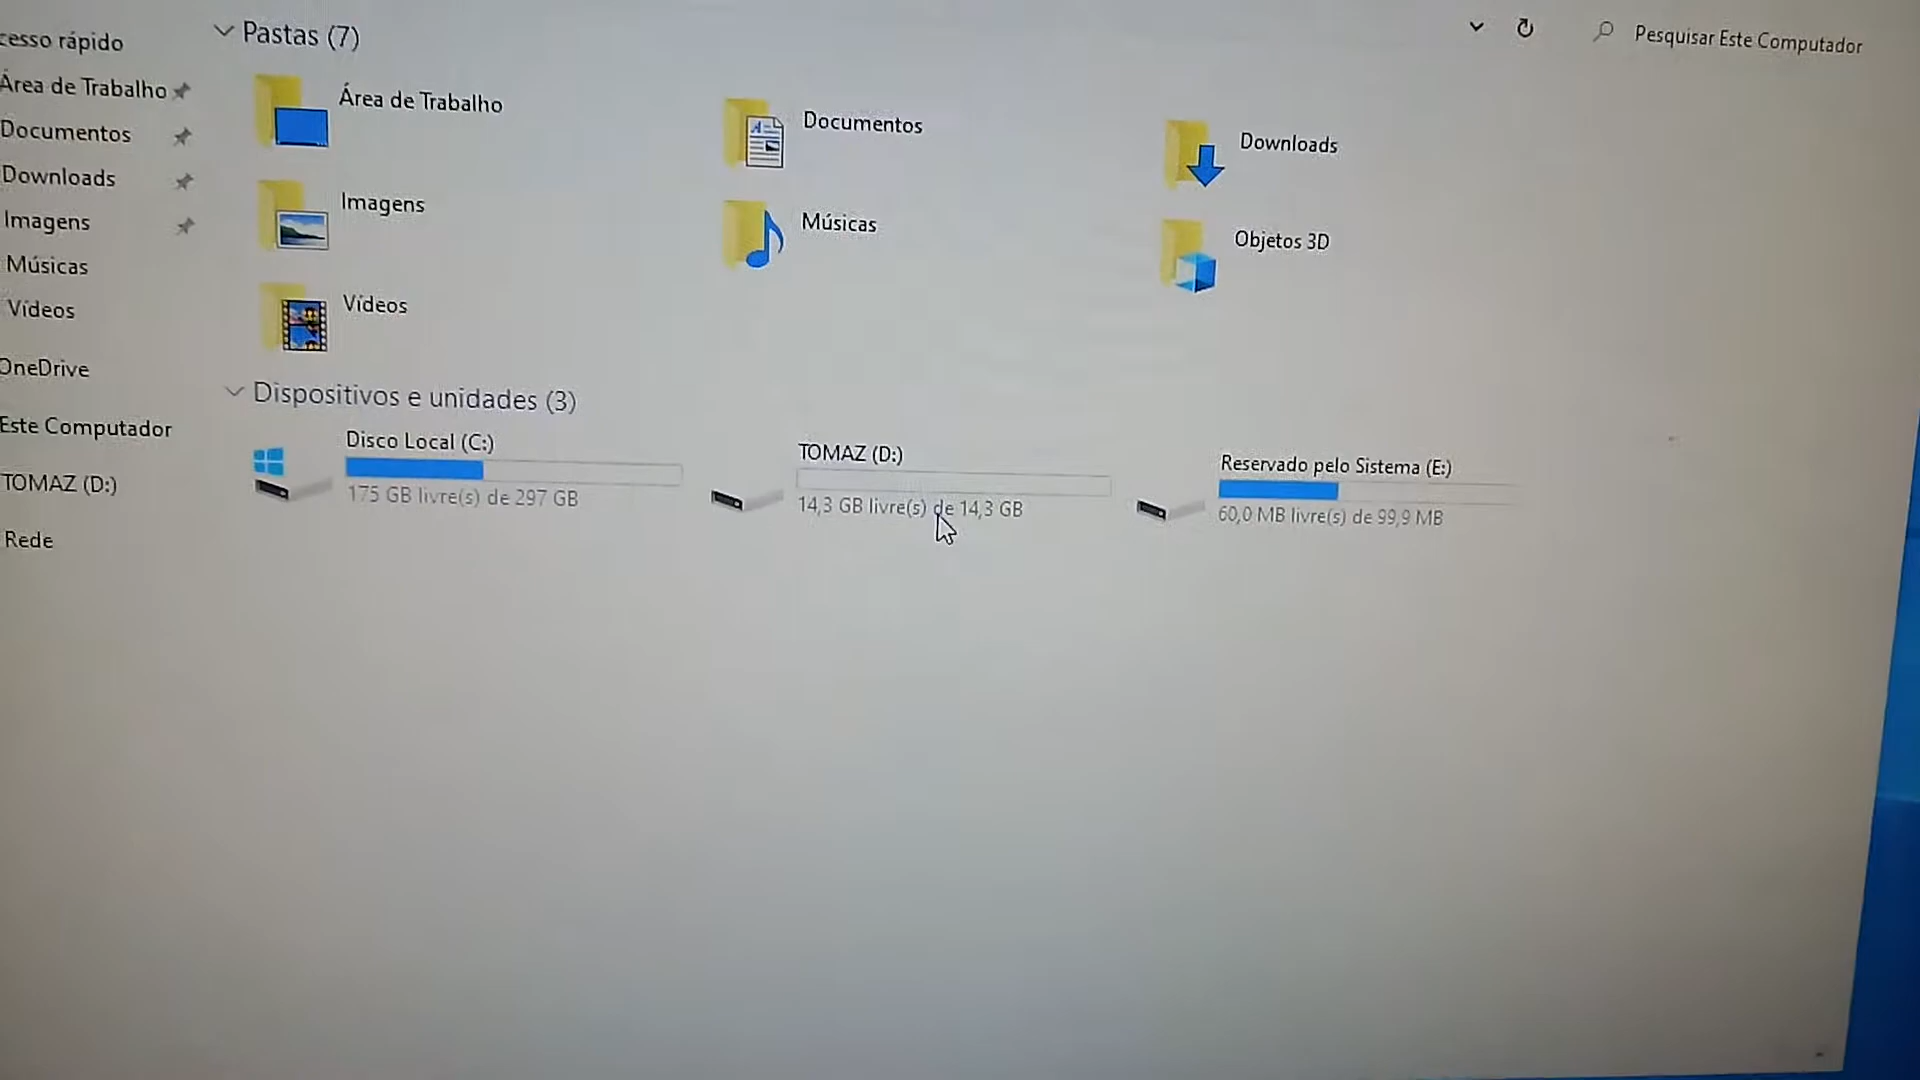 cesso rápido
Área de Trabalho
Documentos
Downloads
Imagens
Músicas
Vídeos
OneDrive
Este Computador
TOMAZ (D:)
Rede
Pesquisar Este Computador
Pastas (7)
Área de Trabalho
Documentos
Downloads
Imagens
Músicas
Objetos 3D
Vídeos
Dispositivos e unidades (3)
Disco Local (C:)
175 GB livre(s) de 297 GB
TOMAZ (D:)
14,3 GB livre(s) de 14,3 GB
Reservado pelo Sistema (E:)
60,0 MB livre(s) de 99,9 MB